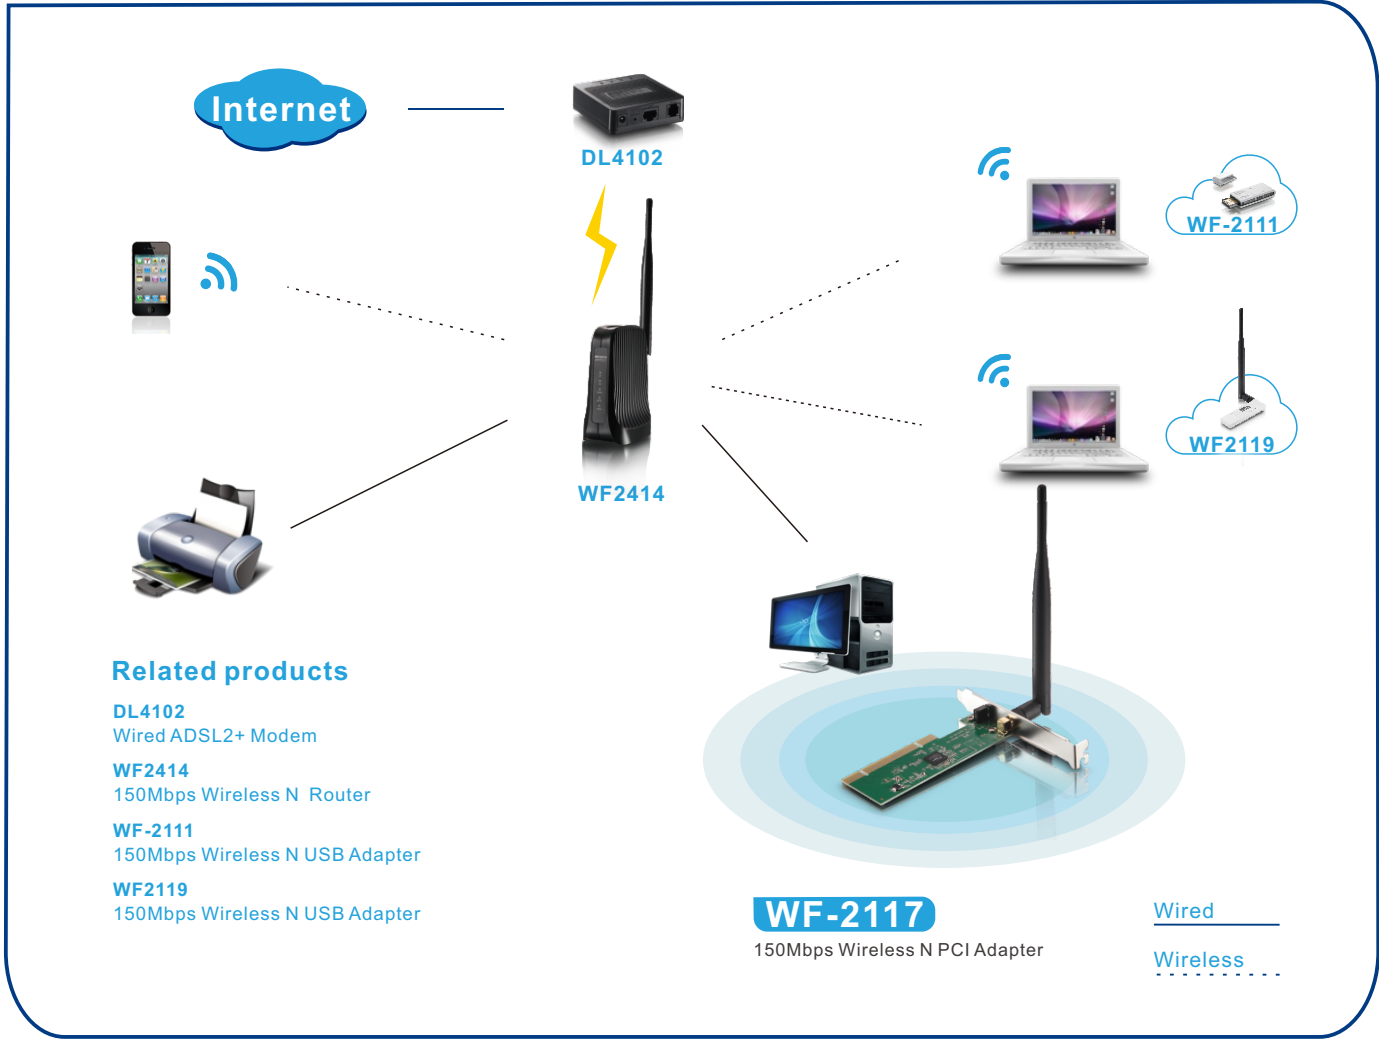 Internet
DL4102
WF-2111
WF2119
WF2414
Related products
DL4102
Wired ADSL2+ Modem
WF2414
150Mbps Wireless N Router
WF-2111
150Mbps Wireless N USB Adapter
WF2119
150Mbps Wireless N USB Adapter
WF-2117
150Mbps Wireless N PCI Adapter
Wired
Wireless